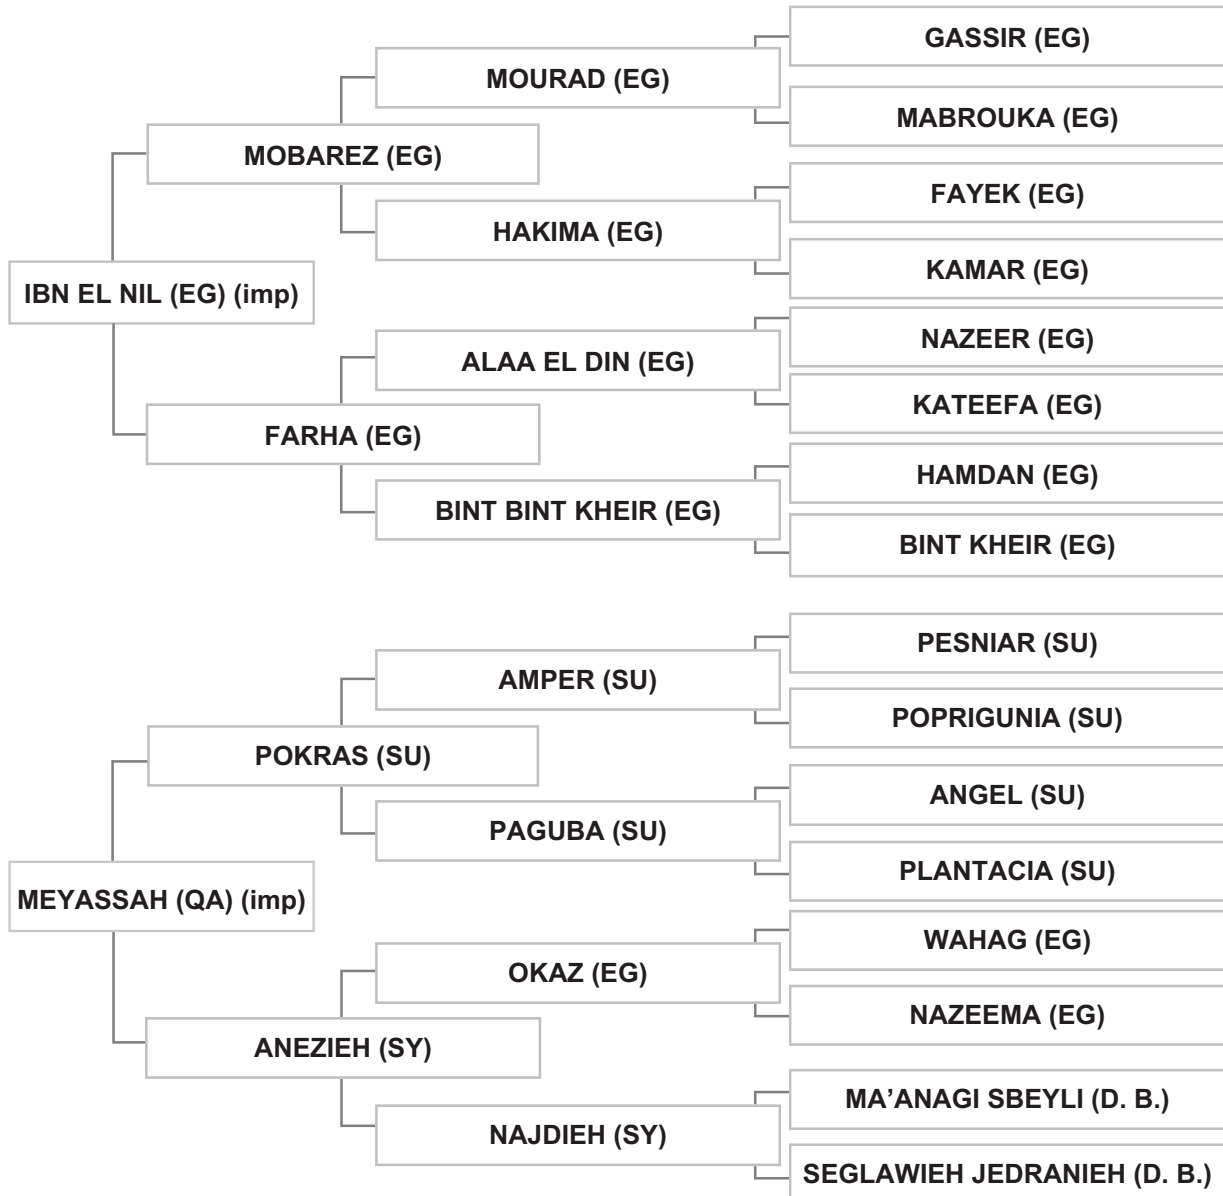 GASSIR (EG)
MOURAD (EG)
MABROUKA (EG)
MOBAREZ (EG)
FAYEK (EG)
HAKIMA (EG)
KAMAR (EG)
IBN EL NIL (EG) (imp)
NAZEER (EG)
ALAA EL DIN (EG)
KATEEFA (EG)
FARHA (EG)
HAMDAN (EG)
BINT BINT KHEIR (EG)
BINT KHEIR (EG)
PESNIAR (SU)
AMPER (SU)
POPRIGUNIA (SU)
POKRAS (SU)
ANGEL (SU)
PAGUBA (SU)
PLANTACIA (SU)
MEYASSAH (QA) (imp)
WAHAG (EG)
OKAZ (EG)
NAZEEMA (EG)
ANEZIEH (SY)
MA’ANAGI SBEYLI (D. B.)
NAJDIEH (SY)
SEGLAWIEH JEDRANIEH (D. B.)